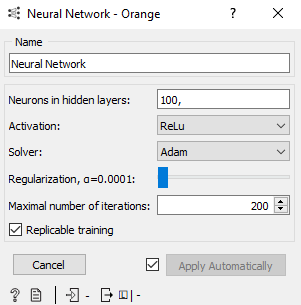 Neural Network - Orange
Name
Neural Network
Neurons in hidden layers: 100,
Activation: ReLu
Solver: Adam
Regularization, α=0.0001:
Maximal number of iterations: 200
Replicable training
Cancel Apply Automatically
? - -